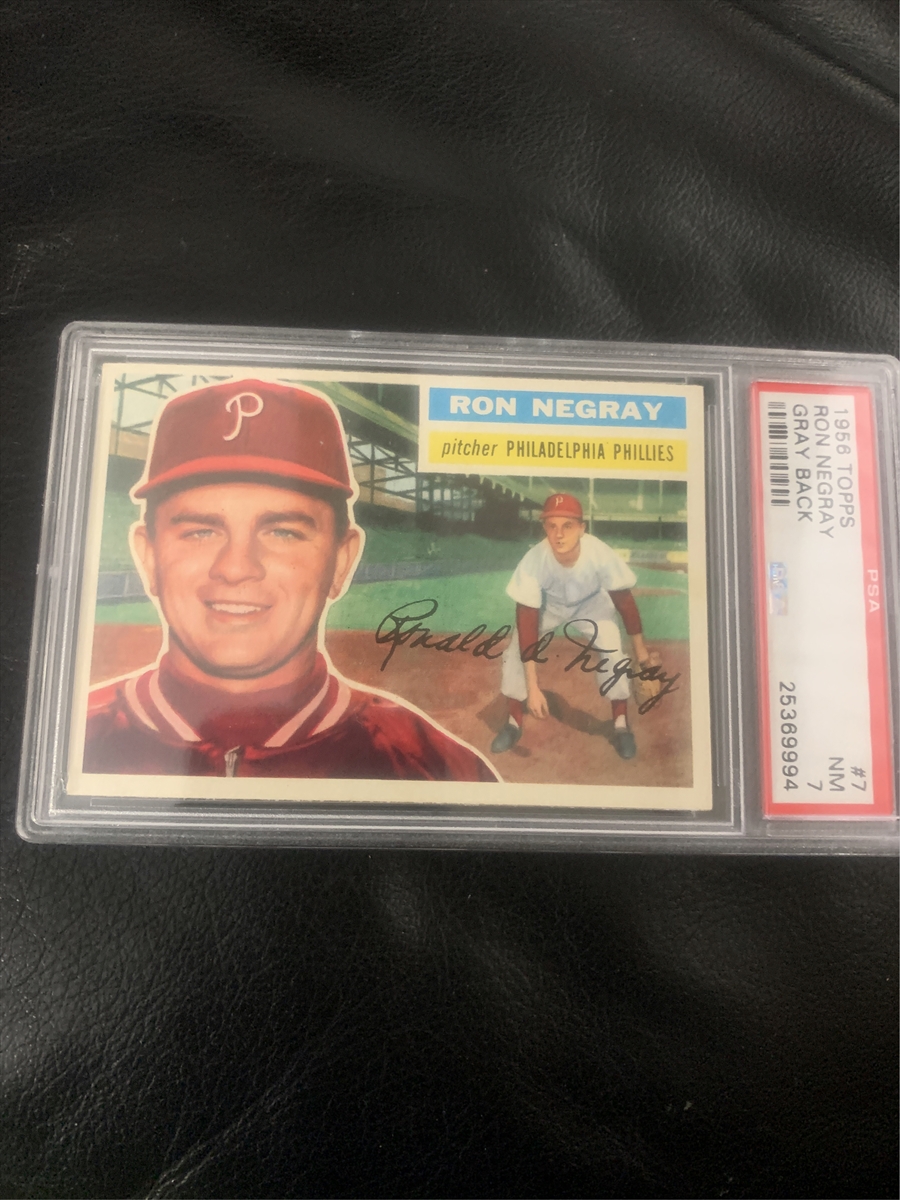 P
RON NEGRAY
pitcher PHILADELPHIA PHILLIES
P
Ronald A. Negray
1956 TOPPS
RON NEGRAY
GRAY BACK
#7
NM
7
25369994
PSA